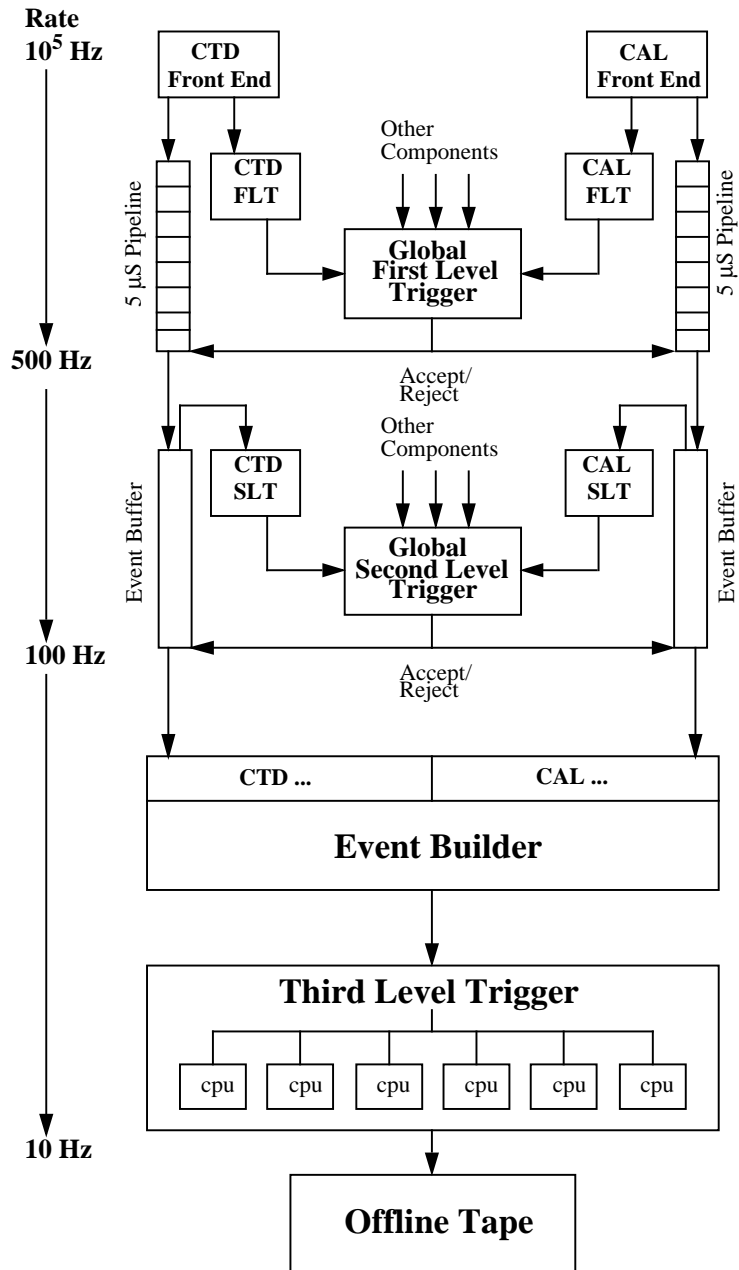 Rate
10⁵ Hz
CTD
Front End
CAL
Front End
Other
Components
CTD
FLT
CAL
FLT
5 µS Pipeline
5 µS Pipeline
Global
First Level
Trigger
500 Hz
Accept/
Reject
Other
Components
CTD
SLT
CAL
SLT
Event Buffer
Event Buffer
Global
Second Level
Trigger
100 Hz
Accept/
Reject
CTD ...
CAL ...
Event Builder
Third Level Trigger
cpu
cpu
cpu
cpu
cpu
cpu
10 Hz
Offline Tape